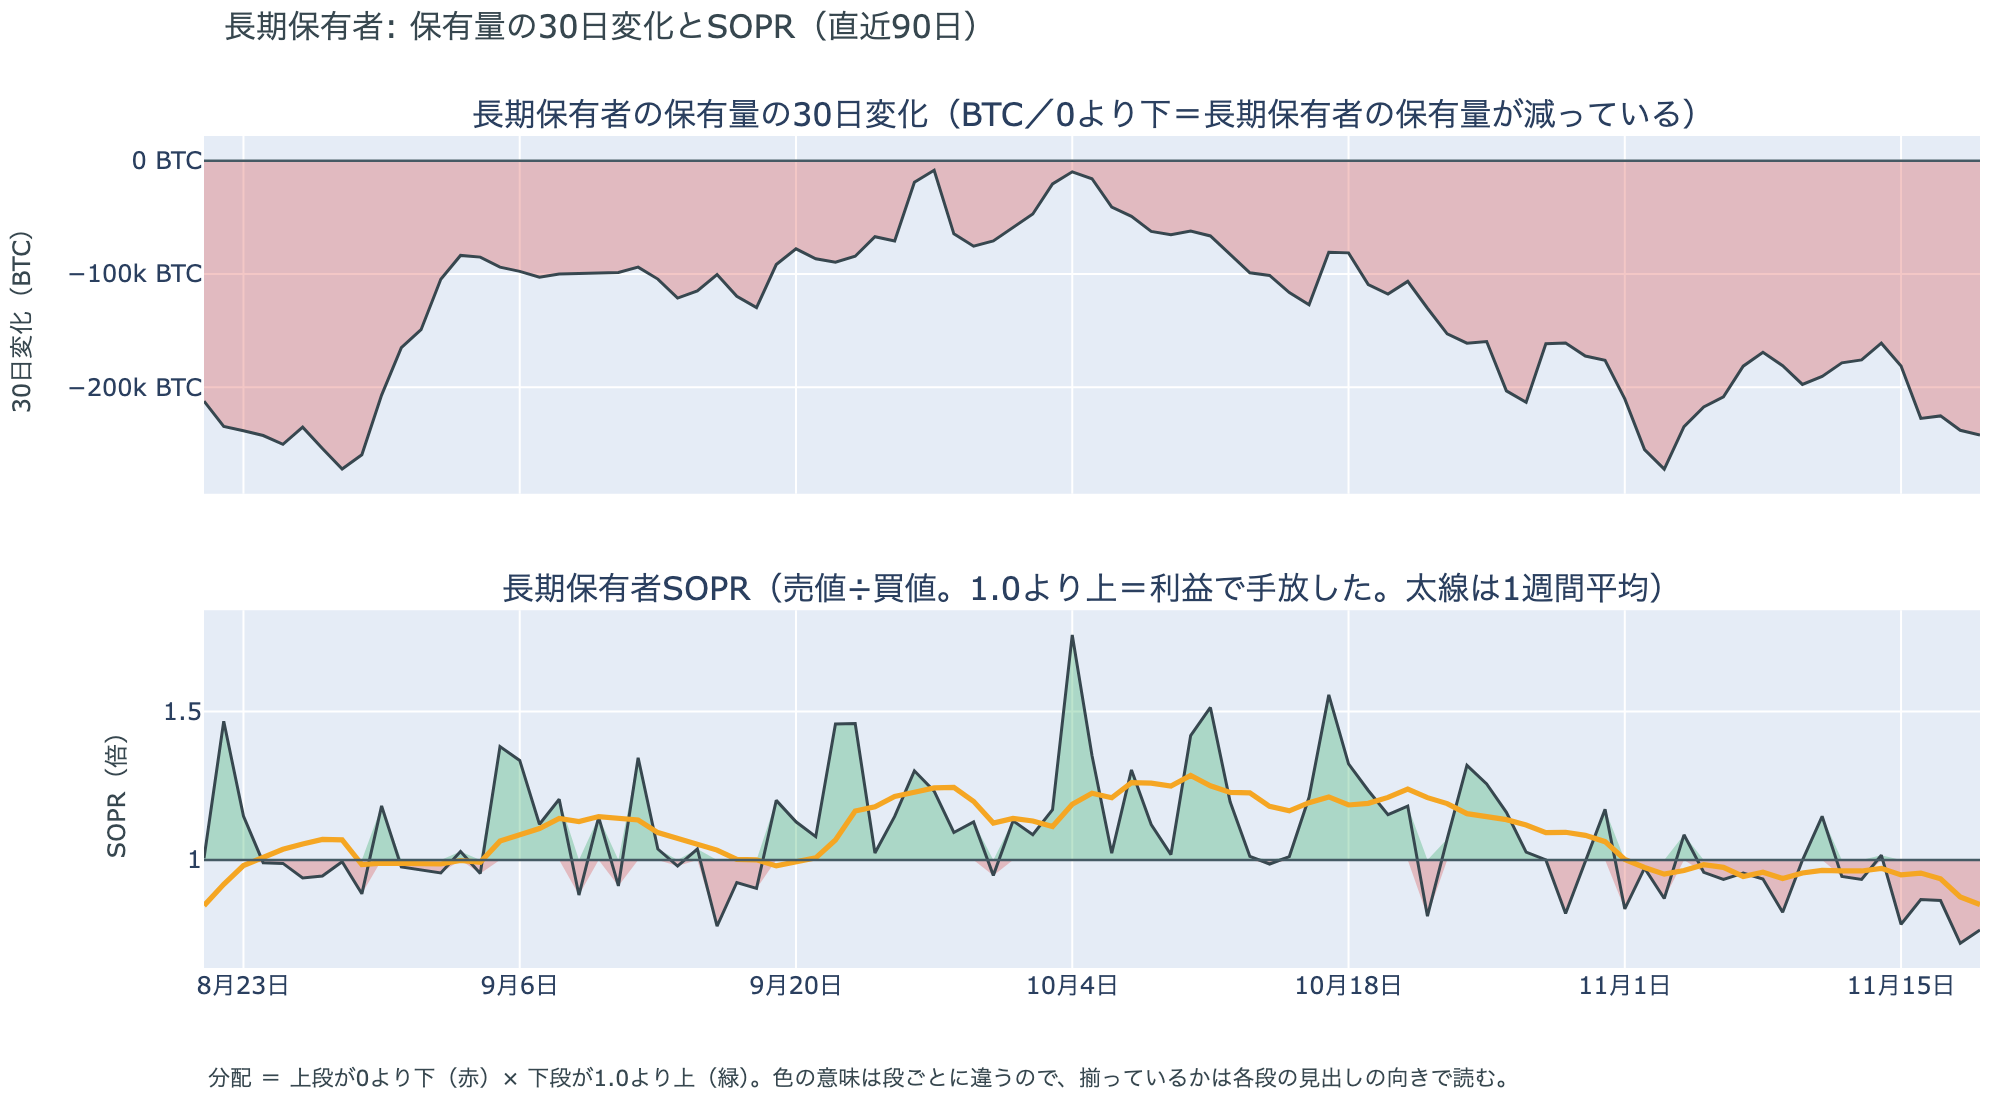 長期保有者: 保有量の30日変化とSOPR（直近90日）
長期保有者の保有量の30日変化（BTC／0より下＝長期保有者の保有量が減っている）
0 BTC
−100k BTC
−200k BTC
30日変化（BTC）
長期保有者SOPR（売値÷買値。1.0より上＝利益で手放した。太線は1週間平均）
1.5
1
SOPR（倍）
8月23日 9月6日 9月20日 10月4日 10月18日 11月1日 11月15日
分配 ＝ 上段が0より下（赤）× 下段が1.0より上（緑）。色の意味は段ごとに違うので、揃っているかは各段の見出しの向きで読む。